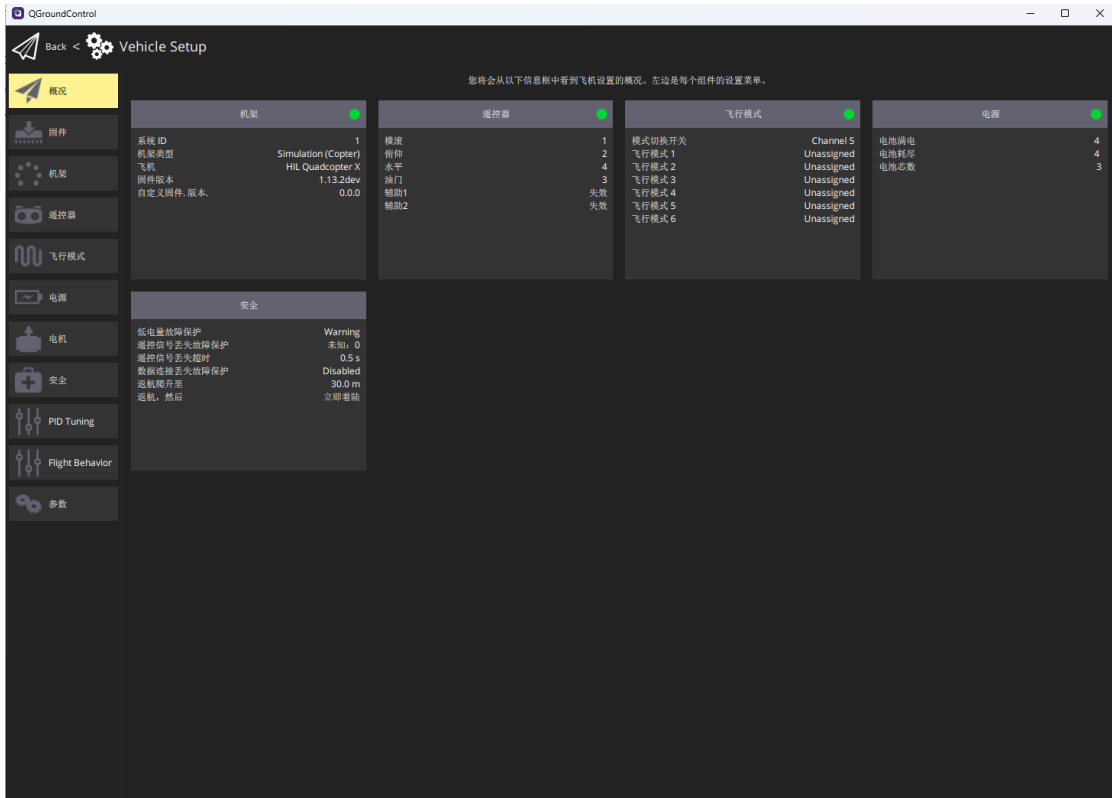 QGroundControl
Back < Vehicle Setup
概况
固件
机架
遥控器
飞行模式
电源
电机
安全
PID Tuning
Flight Behavior
参数
您将会从以下信息框中看到飞机设置的概况。左边是每个组件的设置菜单。
机架
系统 ID 1
机架类型 Simulation (Copter)
飞机 HIL Quadcopter X
固件版本 1.13.2dev
自定义固件. 版本. 0.0.0
遥控器
横滚 1
俯仰 2
水平 4
油门 3
辅助1 失效
辅助2 失效
飞行模式
模式切换开关 Channel 5
飞行模式 1 Unassigned
飞行模式 2 Unassigned
飞行模式 3 Unassigned
飞行模式 4 Unassigned
飞行模式 5 Unassigned
飞行模式 6 Unassigned
电源
电池满电 4
电池耗尽 4
电池芯数 3
安全
低电量故障保护 Warning
遥控信号丢失故障保护 未知: 0
遥控信号丢失超时 0.5 s
数据连接丢失故障保护 Disabled
返航爬升至 30.0 m
返航，然后 立即着陆